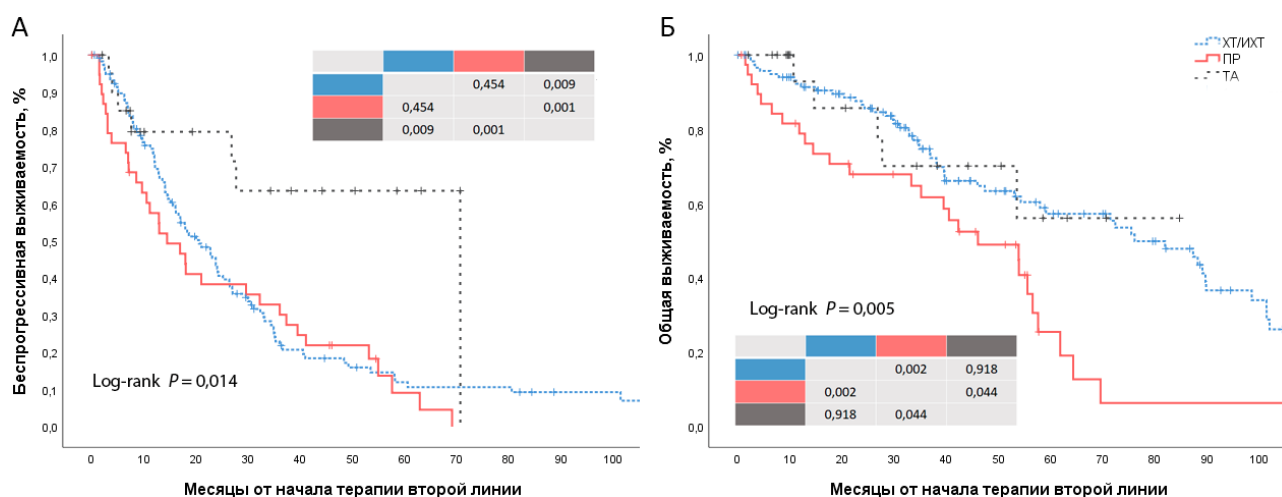 А
Беспрогрессивная выживаемость, %
1,0
0,9
0,8
0,7
0,6
0,5
0,4
0,3
0,2
0,1
0,0
0,454 0,009
0,454 0,001
0,009 0,001
Log-rank P = 0,014
0 10 20 30 40 50 60 70 80 90 100
Месяцы от начала терапии второй линии
Б
Общая выживаемость, %
1,0
0,8
0,6
0,4
0,2
0,0
ХТ/ИХТ
ПР
ТА
Log-rank P = 0,005
0,002 0,918
0,002 0,044
0,918 0,044
0 10 20 30 40 50 60 70 80 90 100
Месяцы от начала терапии второй линии